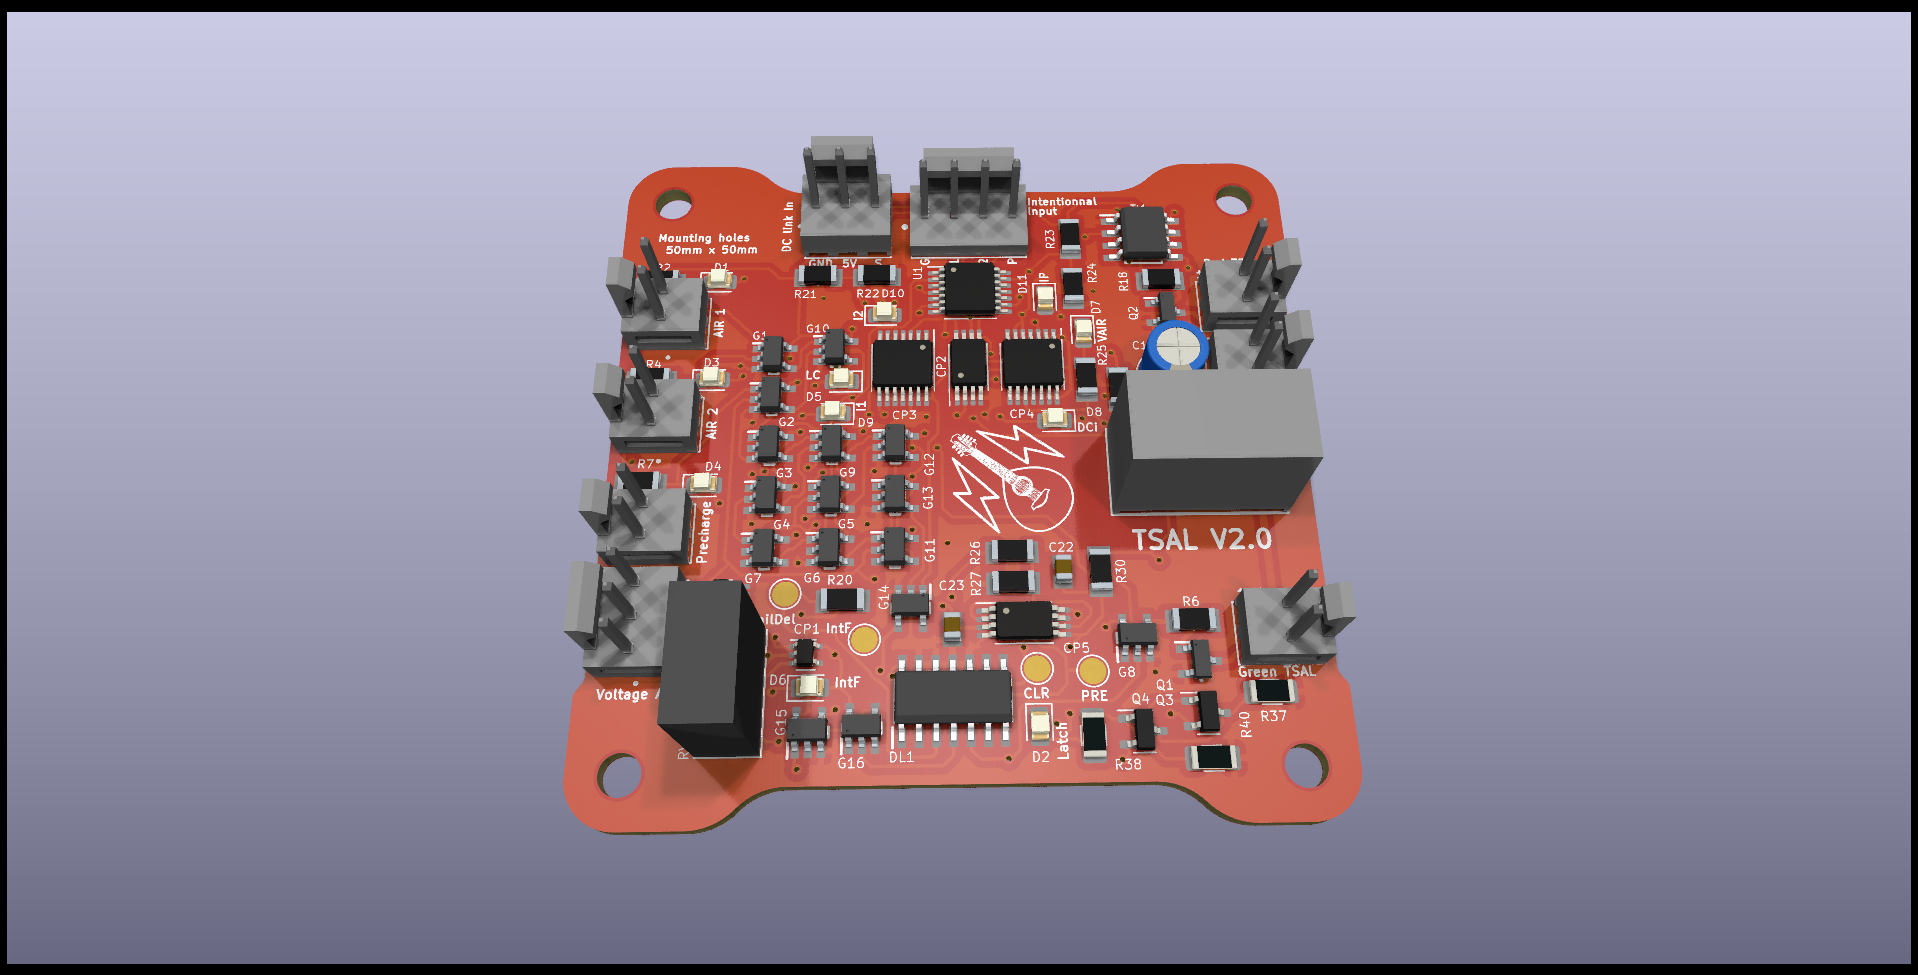 DC Link In
Intentionnal
Input
Mounting holes
50mm x 50mm
GND 5V S
R23
R24
R18
R21
R22
D10
U1
D11
IP
D1
AIR 1
I2
D7
VAIR
Q2
G1
G10
R4
D3
LC
D5
I1
D9
CP3
CP2
CP4
R25
D8
DCi
AIR 2
G2
G3
G9
G12
R7
D4
G4
G5
G13
Precharge
TSAL V2.0
G7
G6
G11
R20
R26
R27
C22
R30
C23
G14
CP1
IntF
CP5
G8
R6
Green TSAL
Voltage
D6
IntF
CLR
PRE
Q1
Q3
Q4
R37
R40
G15
G16
DL1
D2
Latch
R38